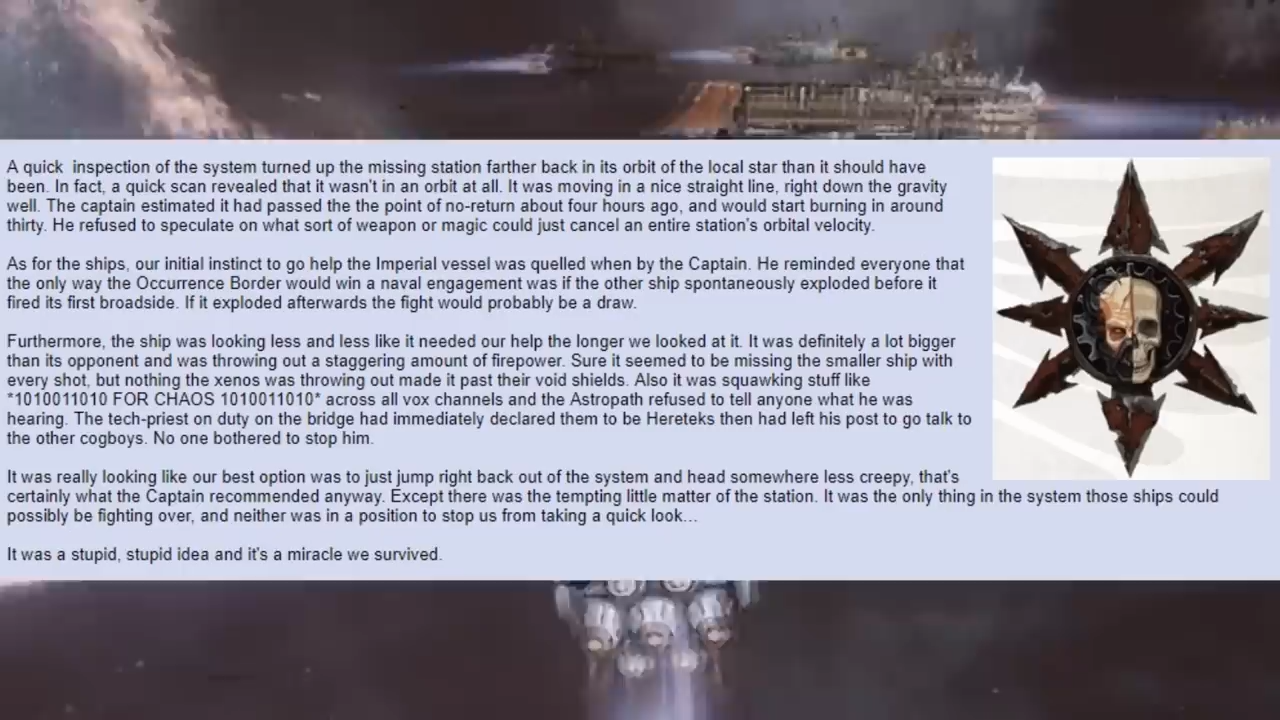 A quick  inspection of the system turned up the missing station farther back in its orbit of the local star than it should have
been. In fact, a quick scan revealed that it wasn't in an orbit at all. It was moving in a nice straight line, right down the gravity
well. The captain estimated it had passed the the point of no-return about four hours ago, and would start burning in around
thirty. He refused to speculate on what sort of weapon or magic could just cancel an entire station's orbital velocity.
As for the ships, our initial instinct to go help the Imperial vessel was quelled when by the Captain. He reminded everyone that
the only way the Occurrence Border would win a naval engagement was if the other ship spontaneously exploded before it
fired its first broadside. If it exploded afterwards the fight would probably be a draw.
Furthermore, the ship was looking less and less like it needed our help the longer we looked at it. It was definitely a lot bigger
than its opponent and was throwing out a staggering amount of firepower. Sure it seemed to be missing the smaller ship with
every shot, but nothing the xenos was throwing out made it past their void shields. Also it was squawking stuff like
*1010011010 FOR CHAOS 1010011010* across all vox channels and the Astropath refused to tell anyone what he was
hearing. The tech-priest on duty on the bridge had immediately declared them to be Hereteks then had left his post to go talk to
the other cogboys. No one bothered to stop him.
It was really looking like our best option was to just jump right back out of the system and head somewhere less creepy, that's
certainly what the Captain recommended anyway. Except there was the tempting little matter of the station. It was the only thing in the system those ships could
possibly be fighting over, and neither was in a position to stop us from taking a quick look...
It was a stupid, stupid idea and it's a miracle we survived.